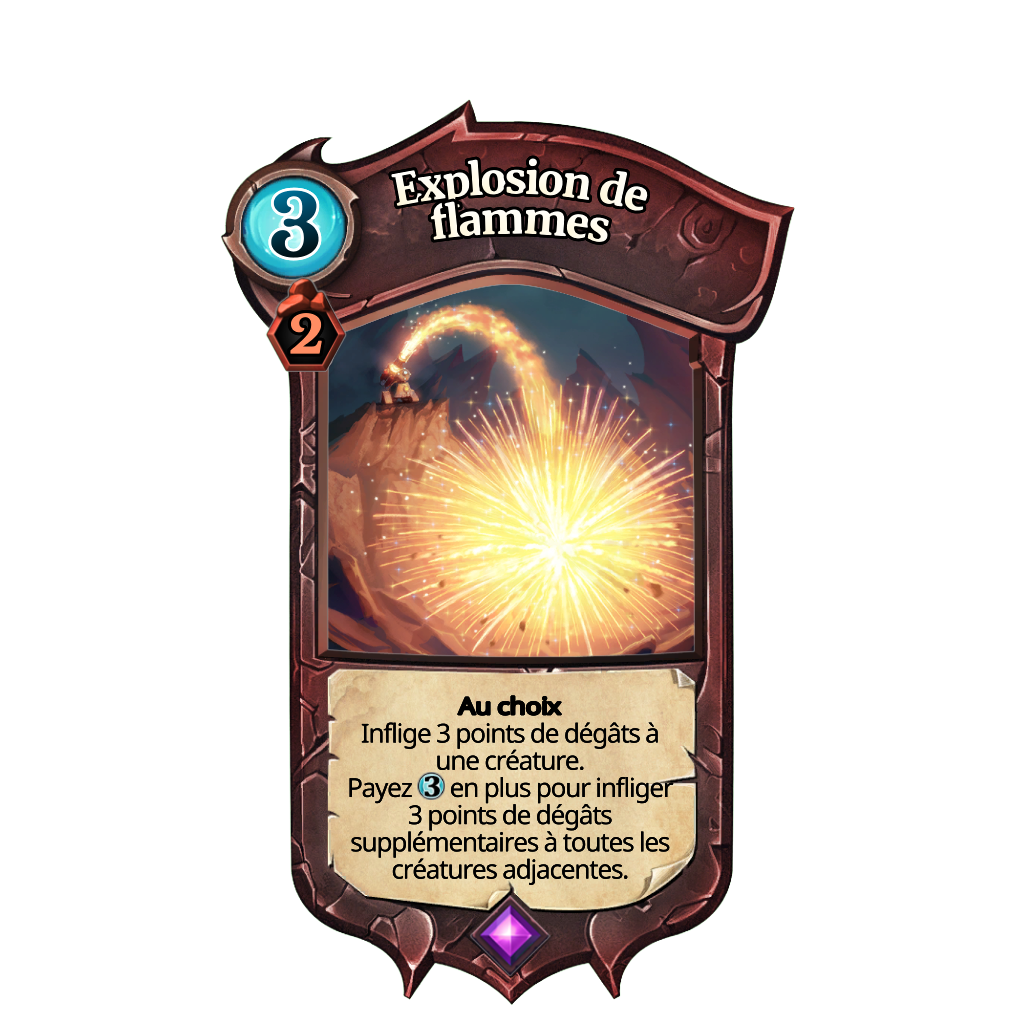 3
Explosion de
flammes
2
Au choix
Inflige 3 points de dégâts à
une créature.
Payez 3 en plus pour infliger
3 points de dégâts
supplémentaires à toutes les
créatures adjacentes.